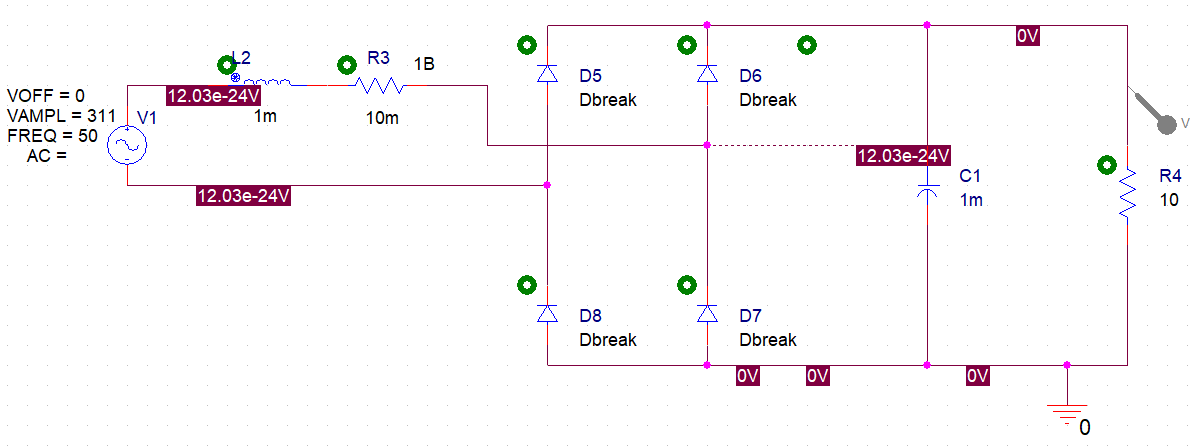 0V
L2
R3
1B
VOFF = 0
VAMPL = 311
FREQ = 50
AC =
V1
12.03e-24V
1m
10m
D5
Dbreak
D6
Dbreak
V
12.03e-24V
12.03e-24V
C1
1m
R4
10
D8
Dbreak
D7
Dbreak
0V
0V
0V
0